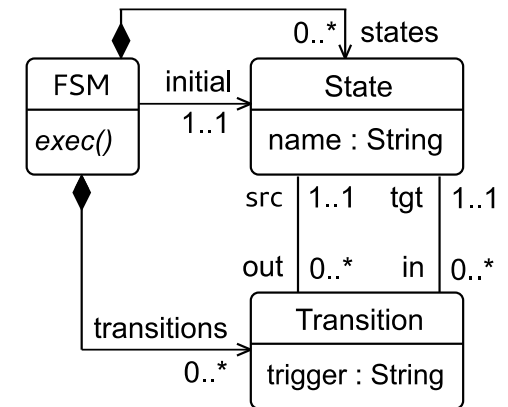 0..* states
FSM
exec()
initial
1..1
State
name : String
src 1..1 tgt 1..1
out 0..* in 0..*
transitions
0..*
Transition
trigger : String